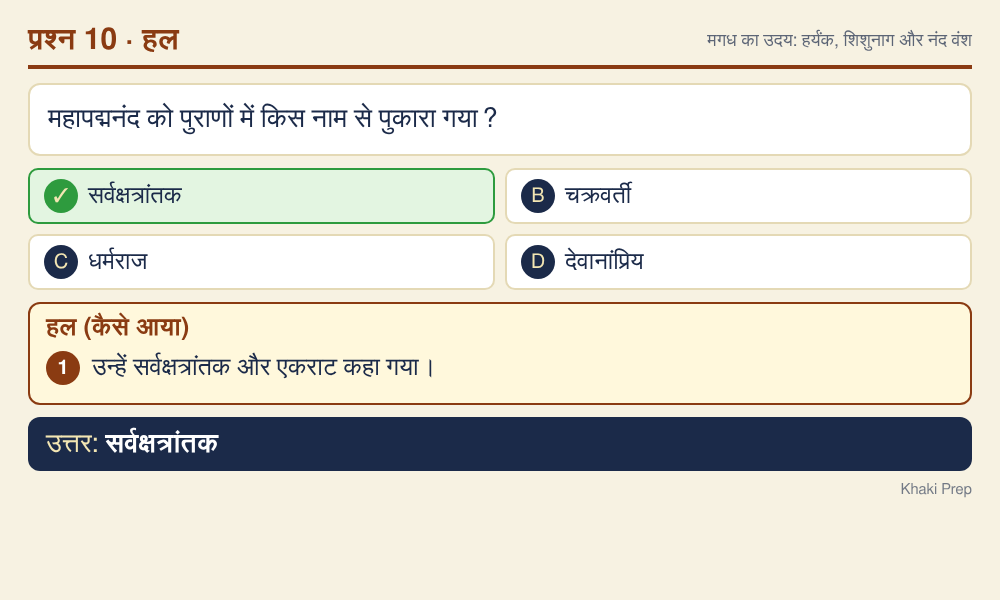 प्रश्न 10 · हल
मगध का उदय: हर्यंक, शिशुनाग और नंद वंश
महापद्मनंद को पुराणों में किस नाम से पुकारा गया ?
✓ सर्वक्षत्रांतक
B चक्रवर्ती
C धर्मराज
D देवानांप्रिय
हल (कैसे आया)
1 उन्हें सर्वक्षत्रांतक और एकराट कहा गया ।
उत्तर: सर्वक्षत्रांतक
Khaki Prep